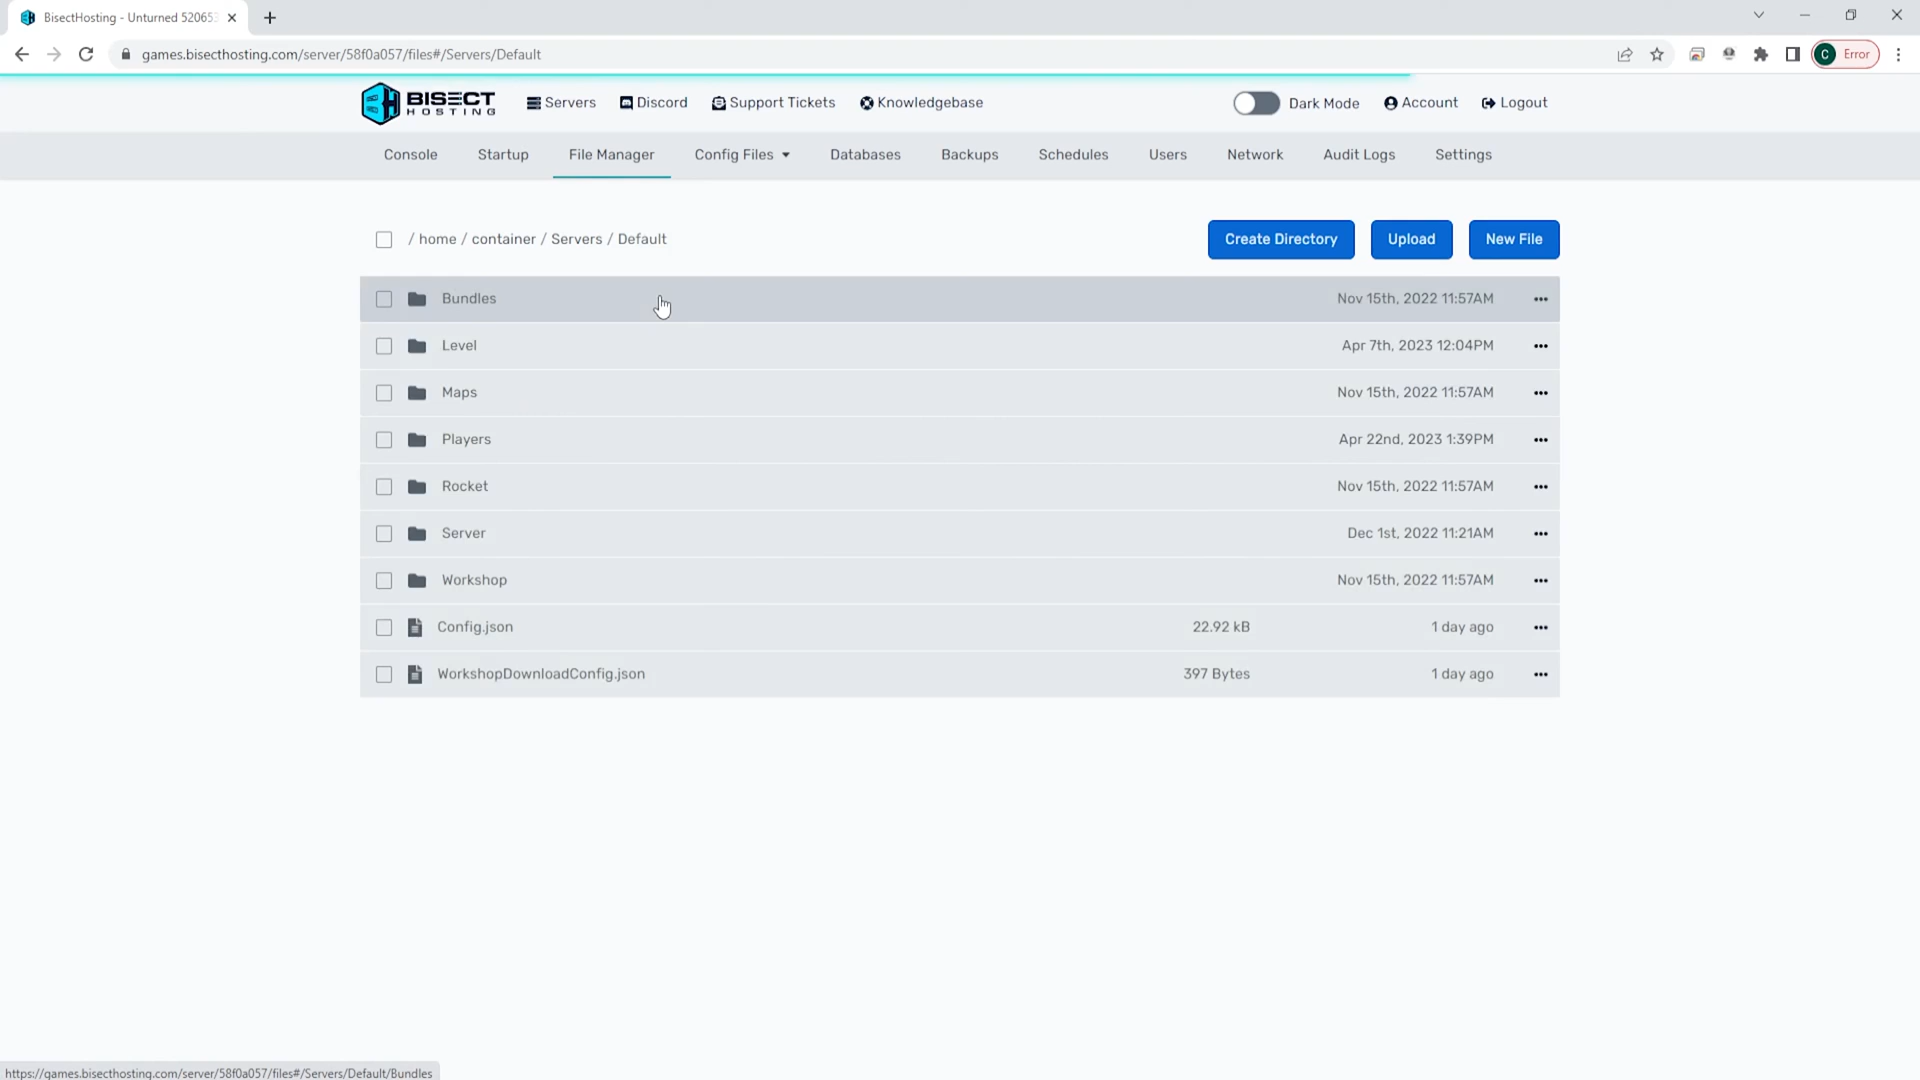 BisectHosting - Unturned 52065
games.bisecthosting.com/server/58f0a057/files#/Servers/Default
C Error
BISECT HOSTING Servers Discord Support Tickets Knowledgebase Dark Mode Account Logout
Console Startup File Manager Config Files Databases Backups Schedules Users Network Audit Logs Settings
/ home / container / Servers / Default Create Directory Upload New File
Bundles Nov 15th, 2022 11:57AM
Level Apr 7th, 2023 12:04PM
Maps Nov 15th, 2022 11:57AM
Players Apr 22nd, 2023 1:39PM
Rocket Nov 15th, 2022 11:57AM
Server Dec 1st, 2022 11:21AM
Workshop Nov 15th, 2022 11:57AM
Config.json 22.92 kB 1 day ago
WorkshopDownloadConfig.json 397 Bytes 1 day ago
https://games.bisecthosting.com/server/58f0a057/files#/Servers/Default/Bundles